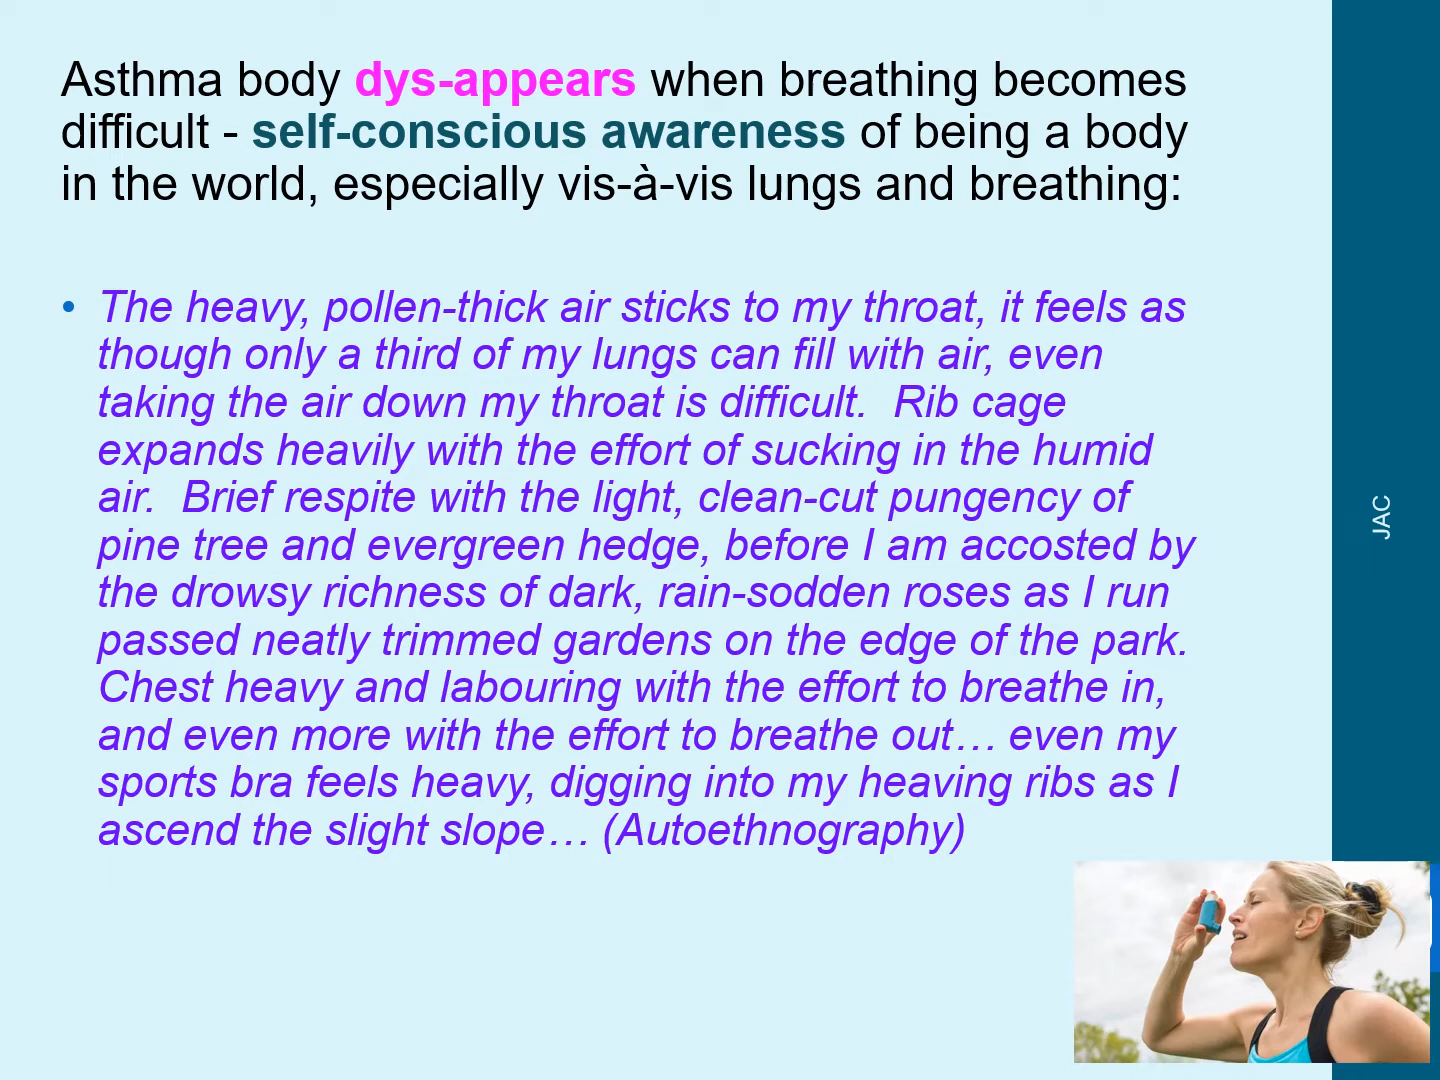 Asthma body dys-appears when breathing becomes
difficult - self-conscious awareness of being a body
in the world, especially vis-à-vis lungs and breathing:
• The heavy, pollen-thick air sticks to my throat, it feels as
though only a third of my lungs can fill with air, even
taking the air down my throat is difficult.  Rib cage
expands heavily with the effort of sucking in the humid
air.  Brief respite with the light, clean-cut pungency of
pine tree and evergreen hedge, before I am accosted by
the drowsy richness of dark, rain-sodden roses as I run
passed neatly trimmed gardens on the edge of the park.
Chest heavy and labouring with the effort to breathe in,
and even more with the effort to breathe out… even my
sports bra feels heavy, digging into my heaving ribs as I
ascend the slight slope… (Autoethnography)
JAC